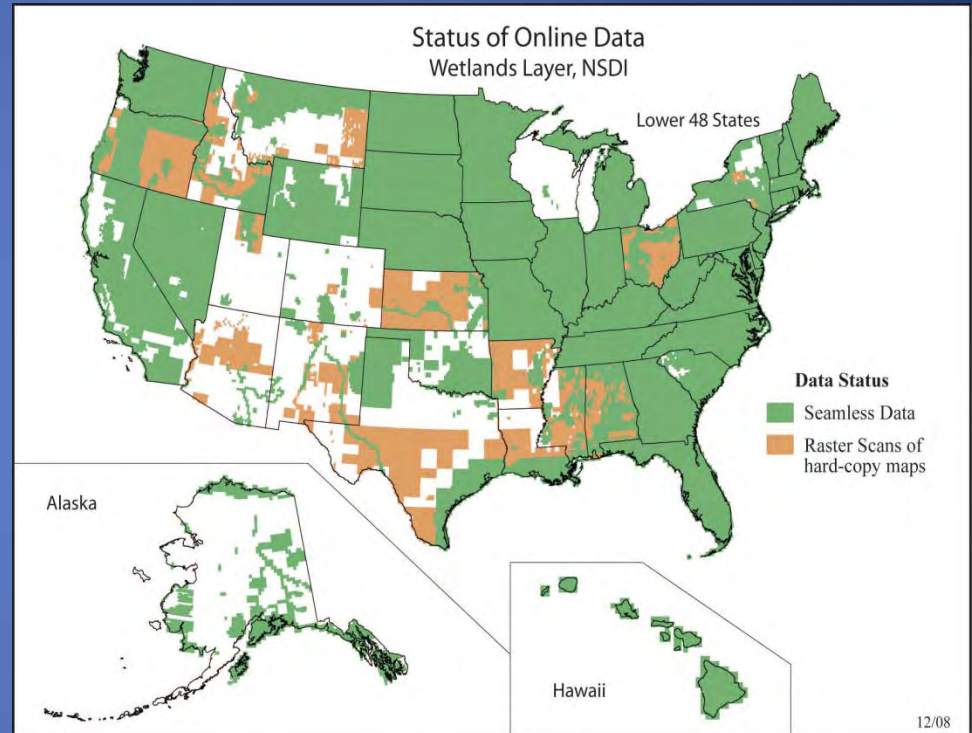 Status of Online Data
Wetlands Layer, NSDI
Lower 48 States
Data Status
Seamless Data
Raster Scans of
hard-copy maps
Alaska
Hawaii
12/08